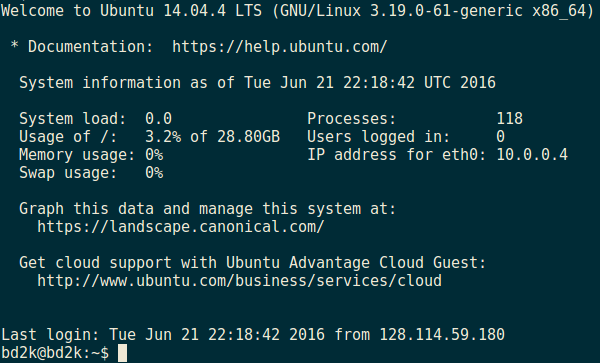 Welcome to Ubuntu 14.04.4 LTS (GNU/Linux 3.19.0-61-generic x86_64)
* Documentation:  https://help.ubuntu.com/
System information as of Tue Jun 21 22:18:42 UTC 2016
System load:  0.0               Processes:           118
Usage of /:   3.2% of 28.80GB   Users logged in:     0
Memory usage: 0%                IP address for eth0: 10.0.0.4
Swap usage:   0%
Graph this data and manage this system at:
https://landscape.canonical.com/
Get cloud support with Ubuntu Advantage Cloud Guest:
http://www.ubuntu.com/business/services/cloud
Last login: Tue Jun 21 22:18:42 2016 from 128.114.59.180
bd2k@bd2k:~$